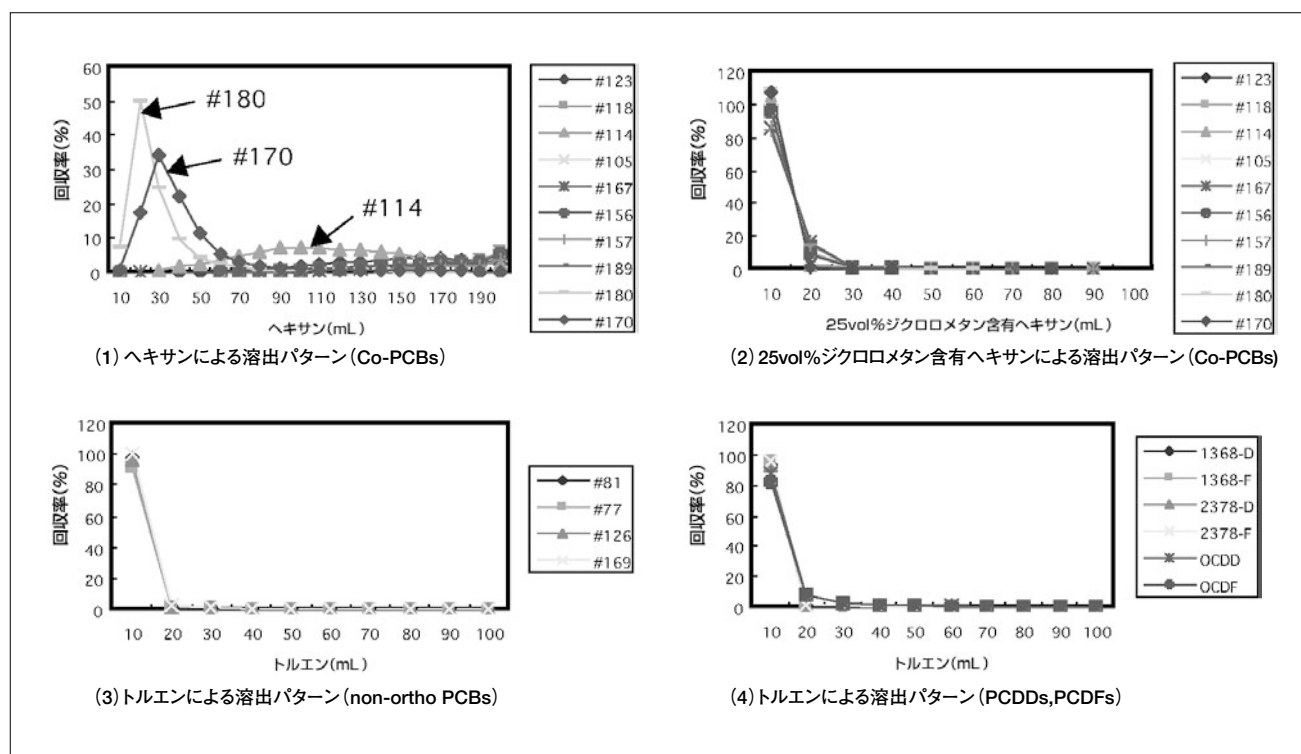 60
50
40
30
20
10
0
回収率(%)
10 30 50 70 90 110 130 150 170 190
ヘキサン(mL)
#180
#170
#114
#123
#118
#114
#105
#167
#156
#157
#189
#180
#170
(1)ヘキサンによる溶出パターン(Co-PCBs)
120
100
80
60
40
20
0
回収率(%)
10 20 30 40 50 60 70 80 90 100
25vol%ジクロロメタン含有ヘキサン(mL)
#123
#118
#114
#105
#167
#156
#157
#189
#180
#170
(2)25vol%ジクロロメタン含有ヘキサンによる溶出パターン(Co-PCBs)
120
100
80
60
40
20
0
回収率(%)
10 20 30 40 50 60 70 80 90 100
トルエン(mL)
#81
#77
#126
#169
(3)トルエンによる溶出パターン(non-ortho PCBs)
120
100
80
60
40
20
0
回収率(%)
10 20 30 40 50 60 70 80 90 100
トルエン(mL)
1368-D
1368-F
2378-D
2378-F
OCDD
OCDF
(4)トルエンによる溶出パターン(PCDDs,PCDFs)